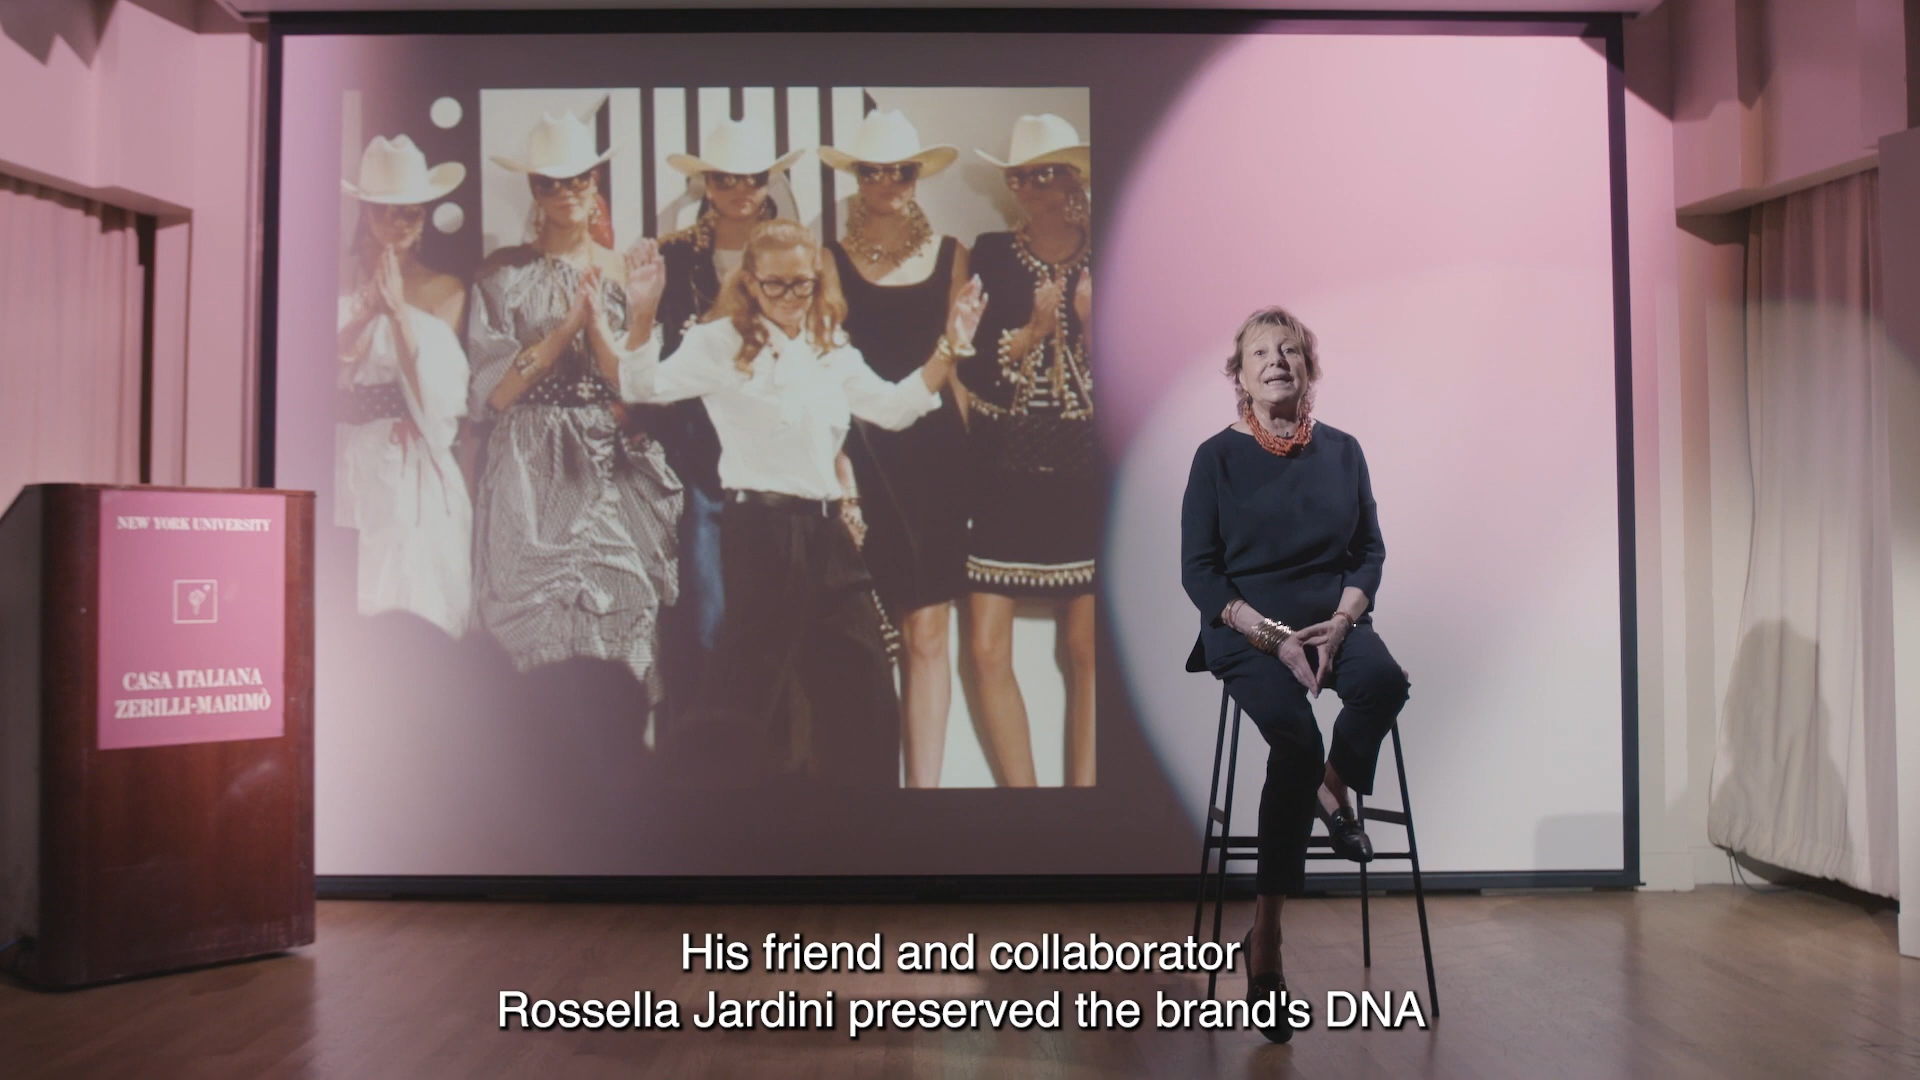 NEW YORK UNIVERSITY
CASA ITALIANA
ZERILLI-MARIMÒ
His friend and collaborator
Rossella Jardini preserved the brand's DNA